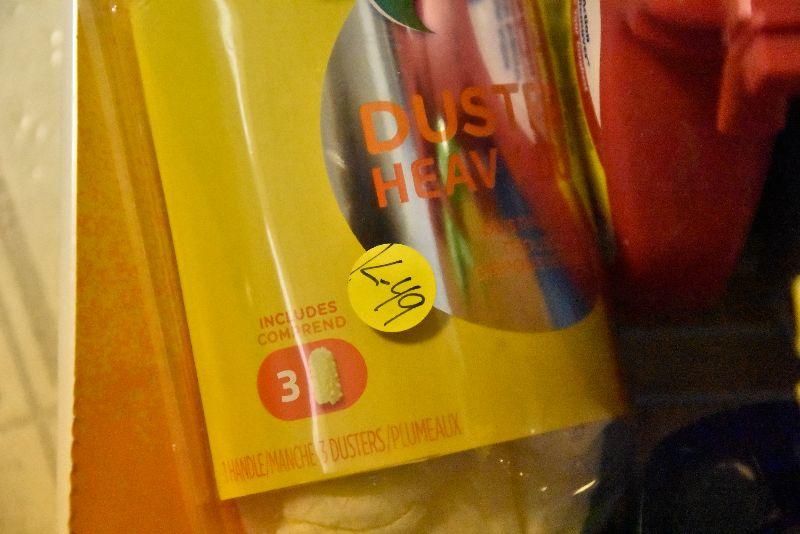 DUST
HEAV
INCLUDES
COMPREND
3
1 HANDLE/MANCHE 3 DUSTERS/PLUMEAUX